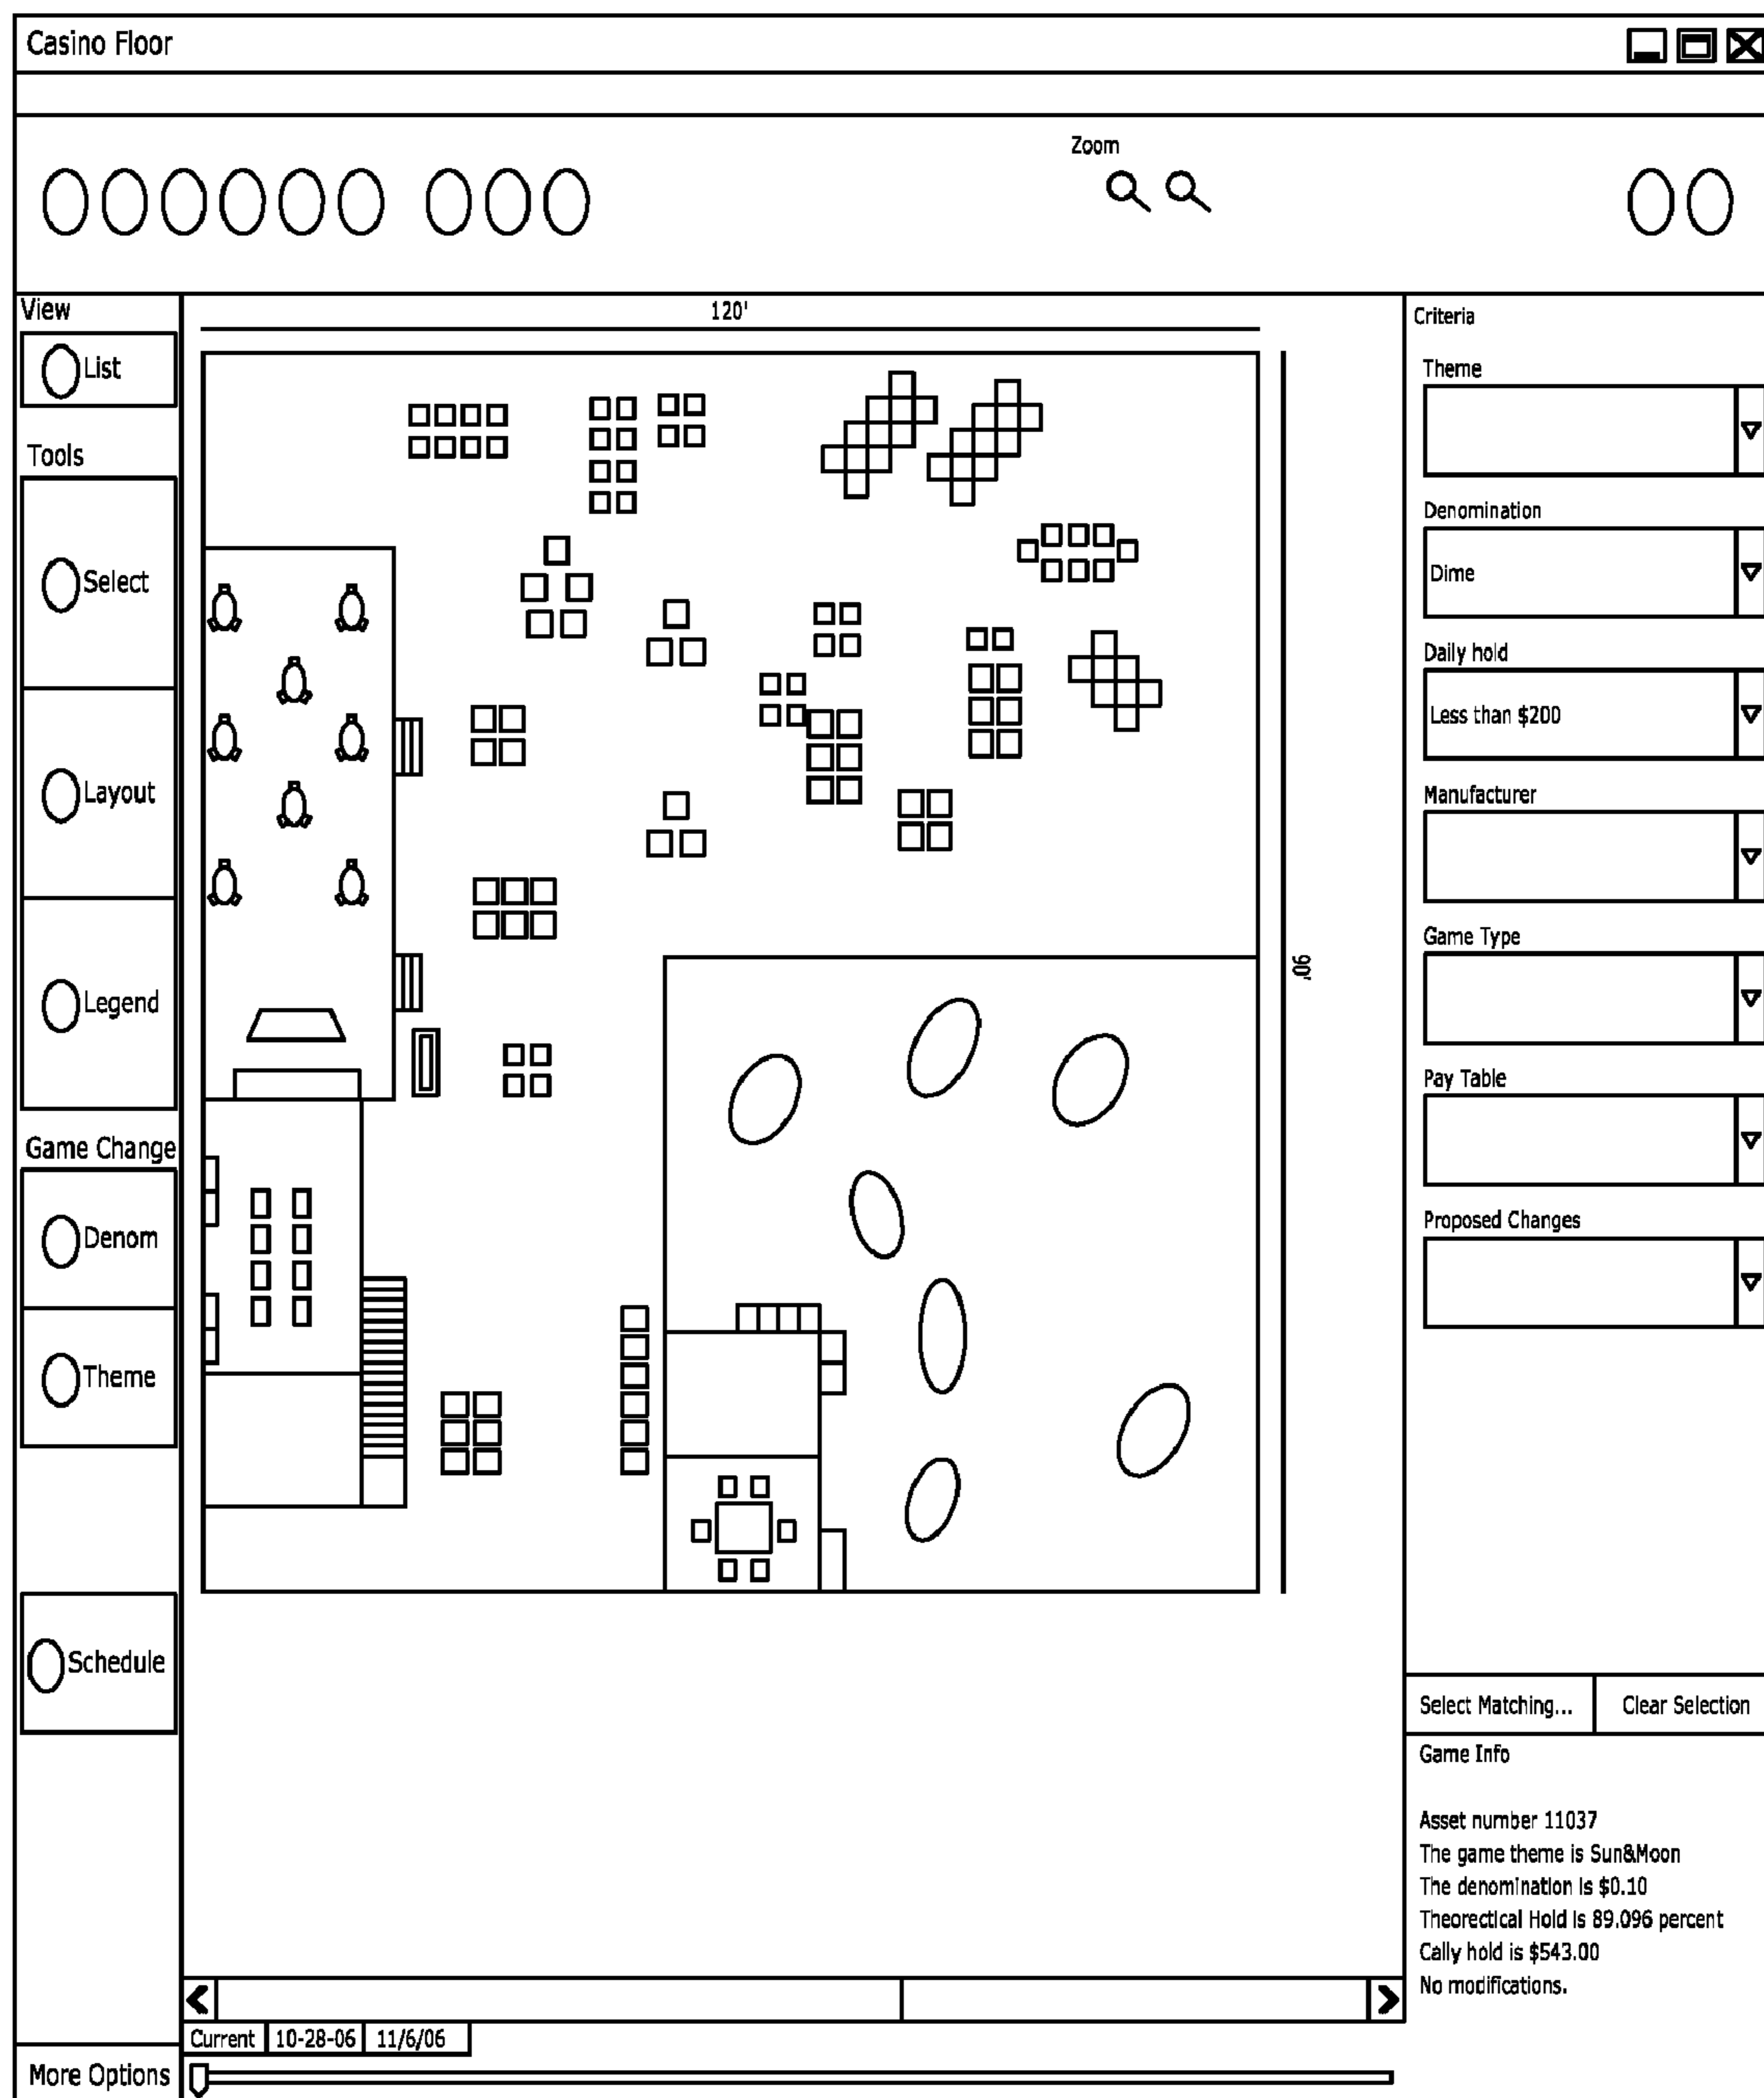 Casino Floor
Zoom
View
List
Tools
Select
Layout
Legend
Game Change
Denom
Theme
Schedule
More Options
120'
90'
Current 10-28-06 11/6/06
Criteria
Theme
Denomination
Dime
Daily hold
Less than $200
Manufacturer
Game Type
Pay Table
Proposed Changes
Select Matching... Clear Selection
Game Info
Asset number 11037
The game theme is Sun&Moon
The denomination is $0.10
Theorectical Hold is 89.096 percent
Cally hold is $543.00
No modifications.